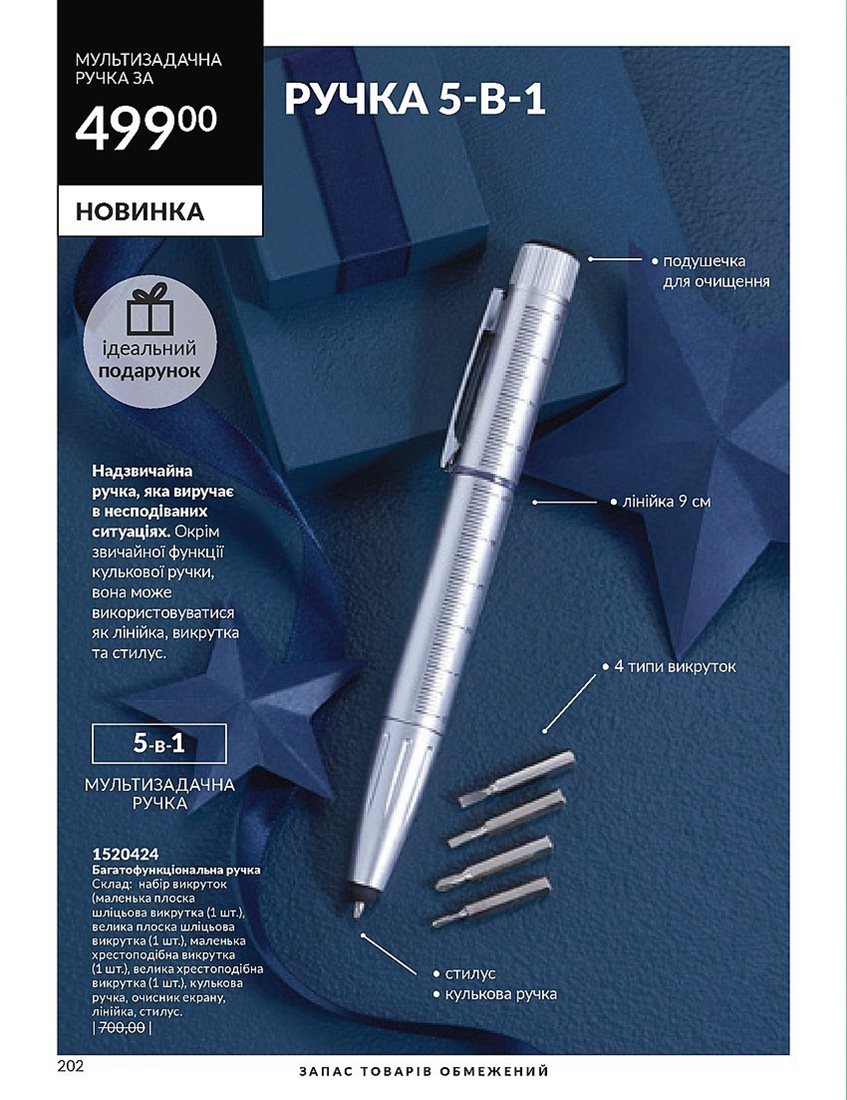 МУЛЬТИЗАДАЧНА
РУЧКА ЗА
499⁰⁰
НОВИНКА
РУЧКА 5-В-1
• подушечка
для очищення
ідеальний
подарунок
Надзвичайна
ручка, яка виручає
в несподіваних
ситуаціях. Окрім
звичайної функції
кулькової ручки,
вона може
використовуватися
як лінійка, викрутка
та стилус.
• лінійка 9 см
• 4 типи викруток
5-в-1
МУЛЬТИЗАДАЧНА
РУЧКА
1520424
Багатофункціональна ручка
Склад: набір викруток
(маленька плоска
шліцьова викрутка (1 шт.),
велика плоска шліцьова
викрутка (1 шт.), маленька
хрестоподібна викрутка
(1 шт.), велика хрестоподібна
викрутка (1 шт.), кулькова
ручка, очисник екрану,
лінійка, стилус.
| 700,00 |
• стилус
• кулькова ручка
202
ЗАПАС ТОВАРІВ ОБМЕЖЕНИЙ